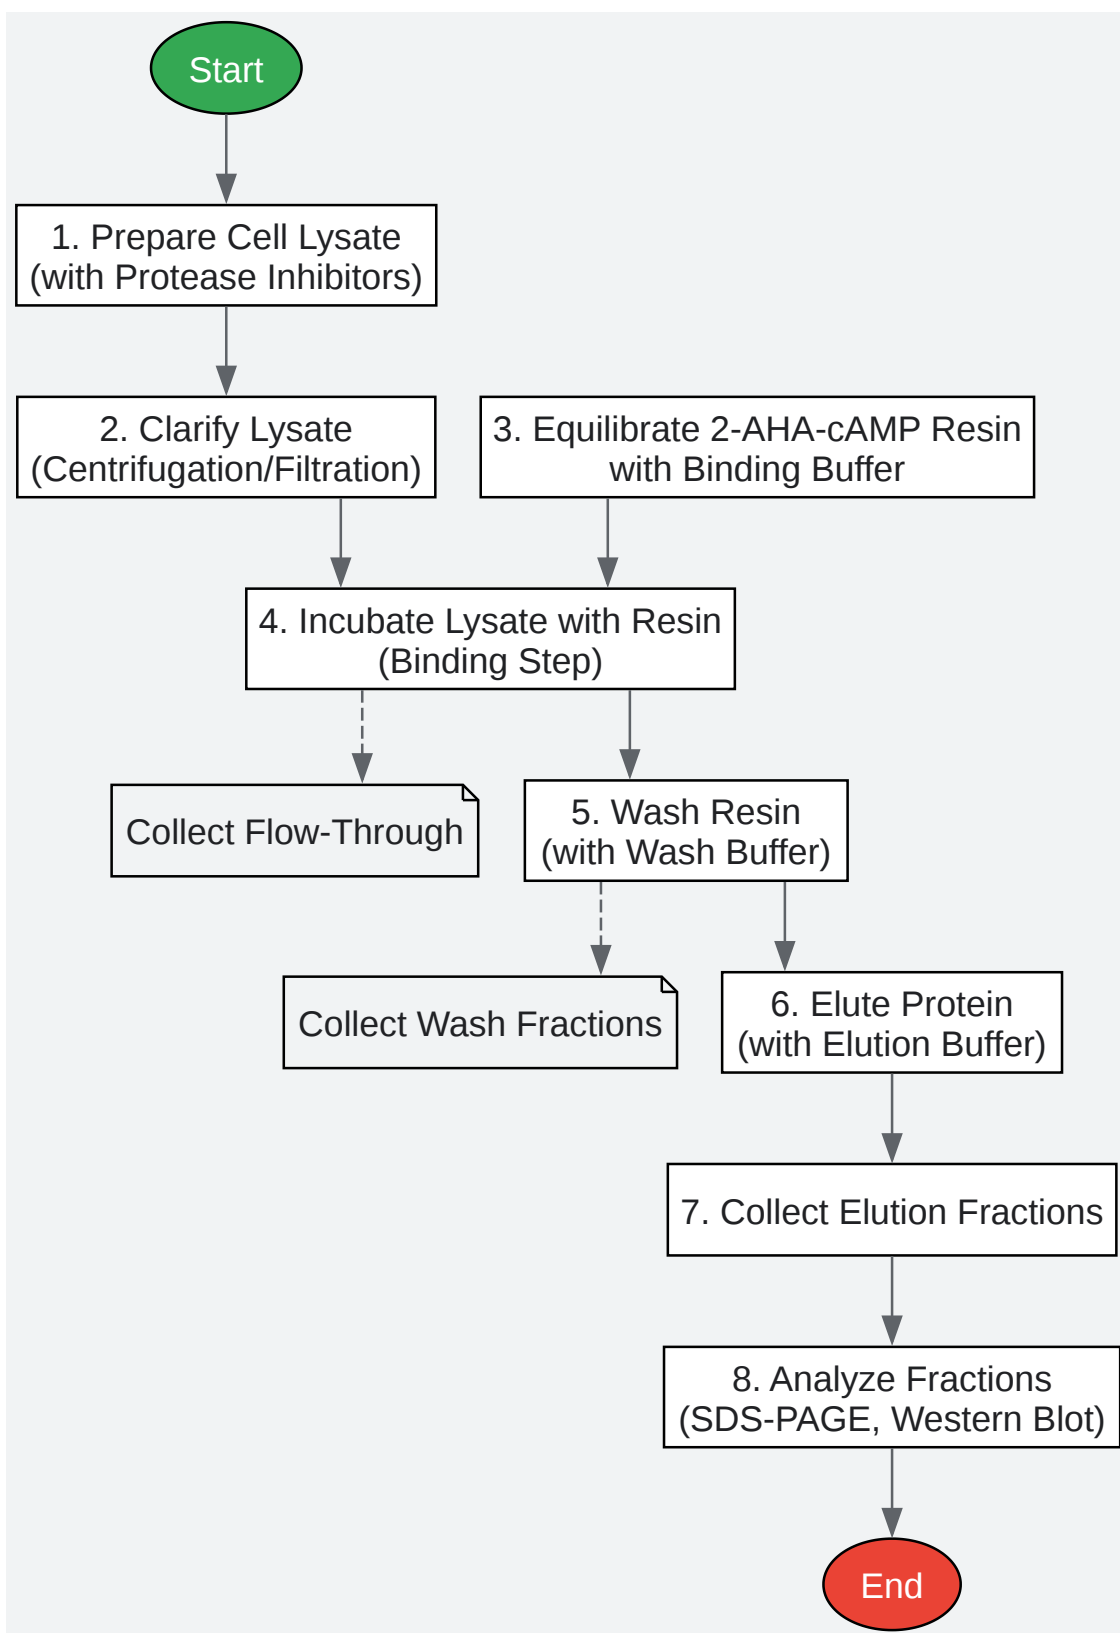 Start
1. Prepare Cell Lysate
(with Protease Inhibitors)
2. Clarify Lysate
(Centrifugation/Filtration)
3. Equilibrate 2-AHA-cAMP Resin
with Binding Buffer
4. Incubate Lysate with Resin
(Binding Step)
Collect Flow-Through
5. Wash Resin
(with Wash Buffer)
Collect Wash Fractions
6. Elute Protein
(with Elution Buffer)
7. Collect Elution Fractions
8. Analyze Fractions
(SDS-PAGE, Western Blot)
End